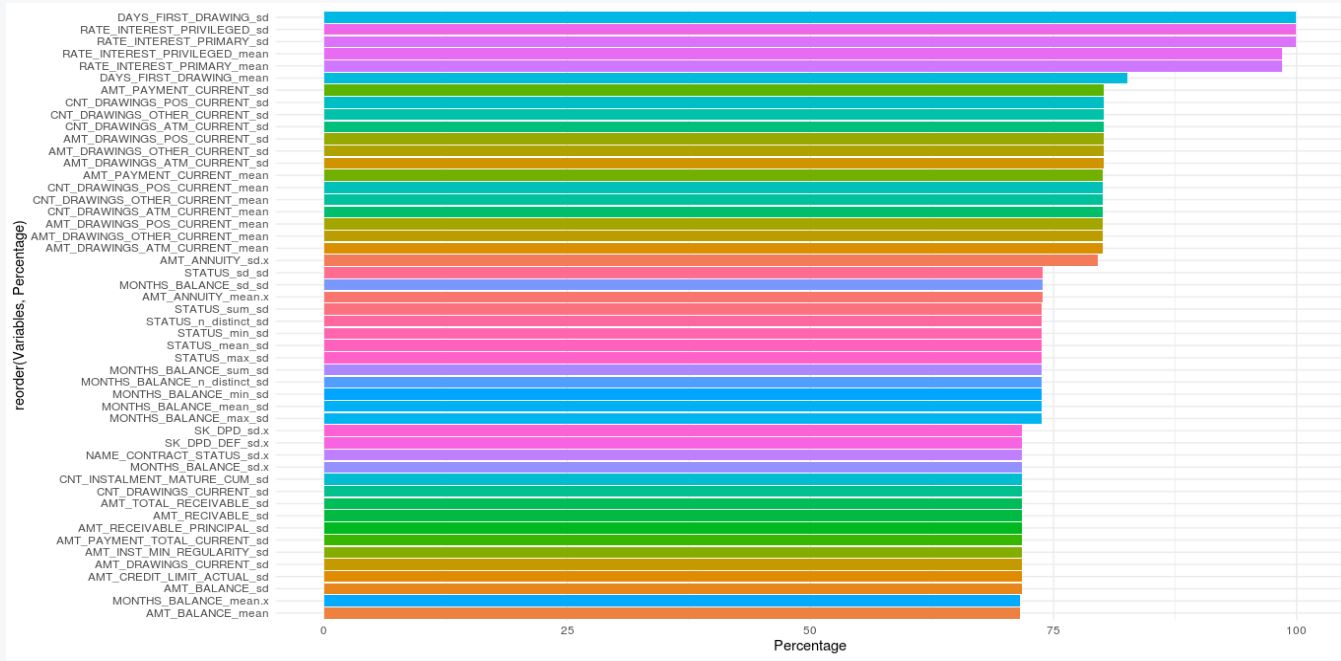 DAYS_FIRST_DRAWING_sd
RATE_INTEREST_PRIVILEGED_sd
RATE_INTEREST_PRIMARY_sd
RATE_INTEREST_PRIVILEGED_mean
RATE_INTEREST_PRIMARY_mean
DAYS_FIRST_DRAWING_mean
AMT_PAYMENT_CURRENT_sd
CNT_DRAWINGS_POS_CURRENT_sd
CNT_DRAWINGS_OTHER_CURRENT_sd
CNT_DRAWINGS_ATM_CURRENT_sd
AMT_DRAWINGS_POS_CURRENT_sd
AMT_DRAWINGS_OTHER_CURRENT_sd
AMT_DRAWINGS_ATM_CURRENT_sd
AMT_PAYMENT_CURRENT_mean
CNT_DRAWINGS_POS_CURRENT_mean
CNT_DRAWINGS_OTHER_CURRENT_mean
CNT_DRAWINGS_ATM_CURRENT_mean
AMT_DRAWINGS_POS_CURRENT_mean
AMT_DRAWINGS_OTHER_CURRENT_mean
AMT_DRAWINGS_ATM_CURRENT_mean
AMT_ANNUITY_sd.x
STATUS_sd_sd
MONTHS_BALANCE_sd_sd
AMT_ANNUITY_mean.x
STATUS_sum_sd
STATUS_n_distinct_sd
STATUS_min_sd
STATUS_mean_sd
STATUS_max_sd
MONTHS_BALANCE_sum_sd
MONTHS_BALANCE_n_distinct_sd
MONTHS_BALANCE_min_sd
MONTHS_BALANCE_mean_sd
MONTHS_BALANCE_max_sd
SK_DPD_sd.x
SK_DPD_DEF_sd.x
NAME_CONTRACT_STATUS_sd.x
MONTHS_BALANCE_sd.x
CNT_INSTALMENT_MATURE_CUM_sd
CNT_DRAWINGS_CURRENT_sd
AMT_TOTAL_RECEIVABLE_sd
AMT_RECIVABLE_sd
AMT_RECEIVABLE_PRINCIPAL_sd
AMT_PAYMENT_TOTAL_CURRENT_sd
AMT_INST_MIN_REGULARITY_sd
AMT_DRAWINGS_CURRENT_sd
AMT_CREDIT_LIMIT_ACTUAL_sd
AMT_BALANCE_sd
MONTHS_BALANCE_mean.x
AMT_BALANCE_mean
reorder(Variables, Percentage)
0 25 50 75 100
Percentage